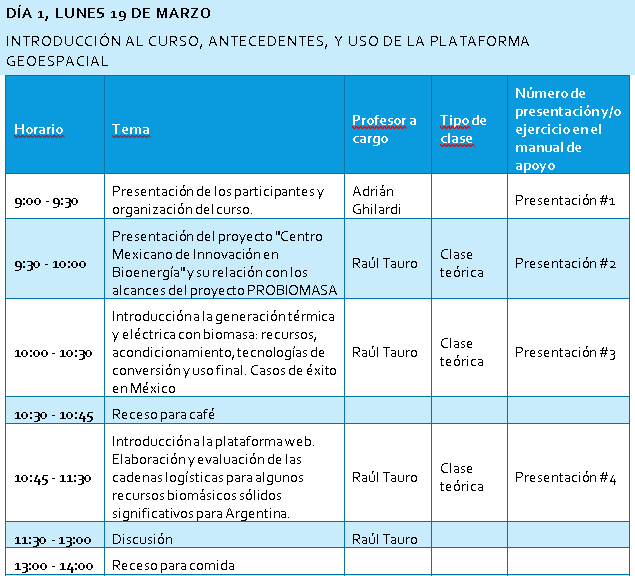 DÍA 1, LUNES 19 DE MARZO
INTRODUCCIÓN AL CURSO, ANTECEDENTES, Y USO DE LA PLATAFORMA
GEOESPACIAL
Horario
Tema
Profesor a
cargo
Tipo de
clase
Número de
presentación y/o
ejercicio en el
manual de
apoyo
9:00 - 9:30
Presentación de los participantes y
organización del curso.
Adrián
Ghilardi
Presentación #1
9:30 - 10:00
Presentación del proyecto "Centro
Mexicano de Innovación en
Bioenergía" y su relación con los
alcances del proyecto PROBIOMASA
Raúl Tauro
Clase
teórica
Presentación #2
10:00 - 10:30
Introducción a la generación térmica
y eléctrica con biomasa: recursos,
acondicionamiento, tecnologías de
conversión y uso final. Casos de éxito
en México
Raúl Tauro
Clase
teórica
Presentación #3
10:30 - 10:45
Receso para café
10:45 - 11:30
Introducción a la plataforma web.
Elaboración y evaluación de las
cadenas logísticas para algunos
recursos biomásicos sólidos
significativos para Argentina.
Raúl Tauro
Clase
teórica
Presentación #4
11:30 - 13:00
Discusión
Raúl Tauro
13:00 - 14:00
Receso para comida